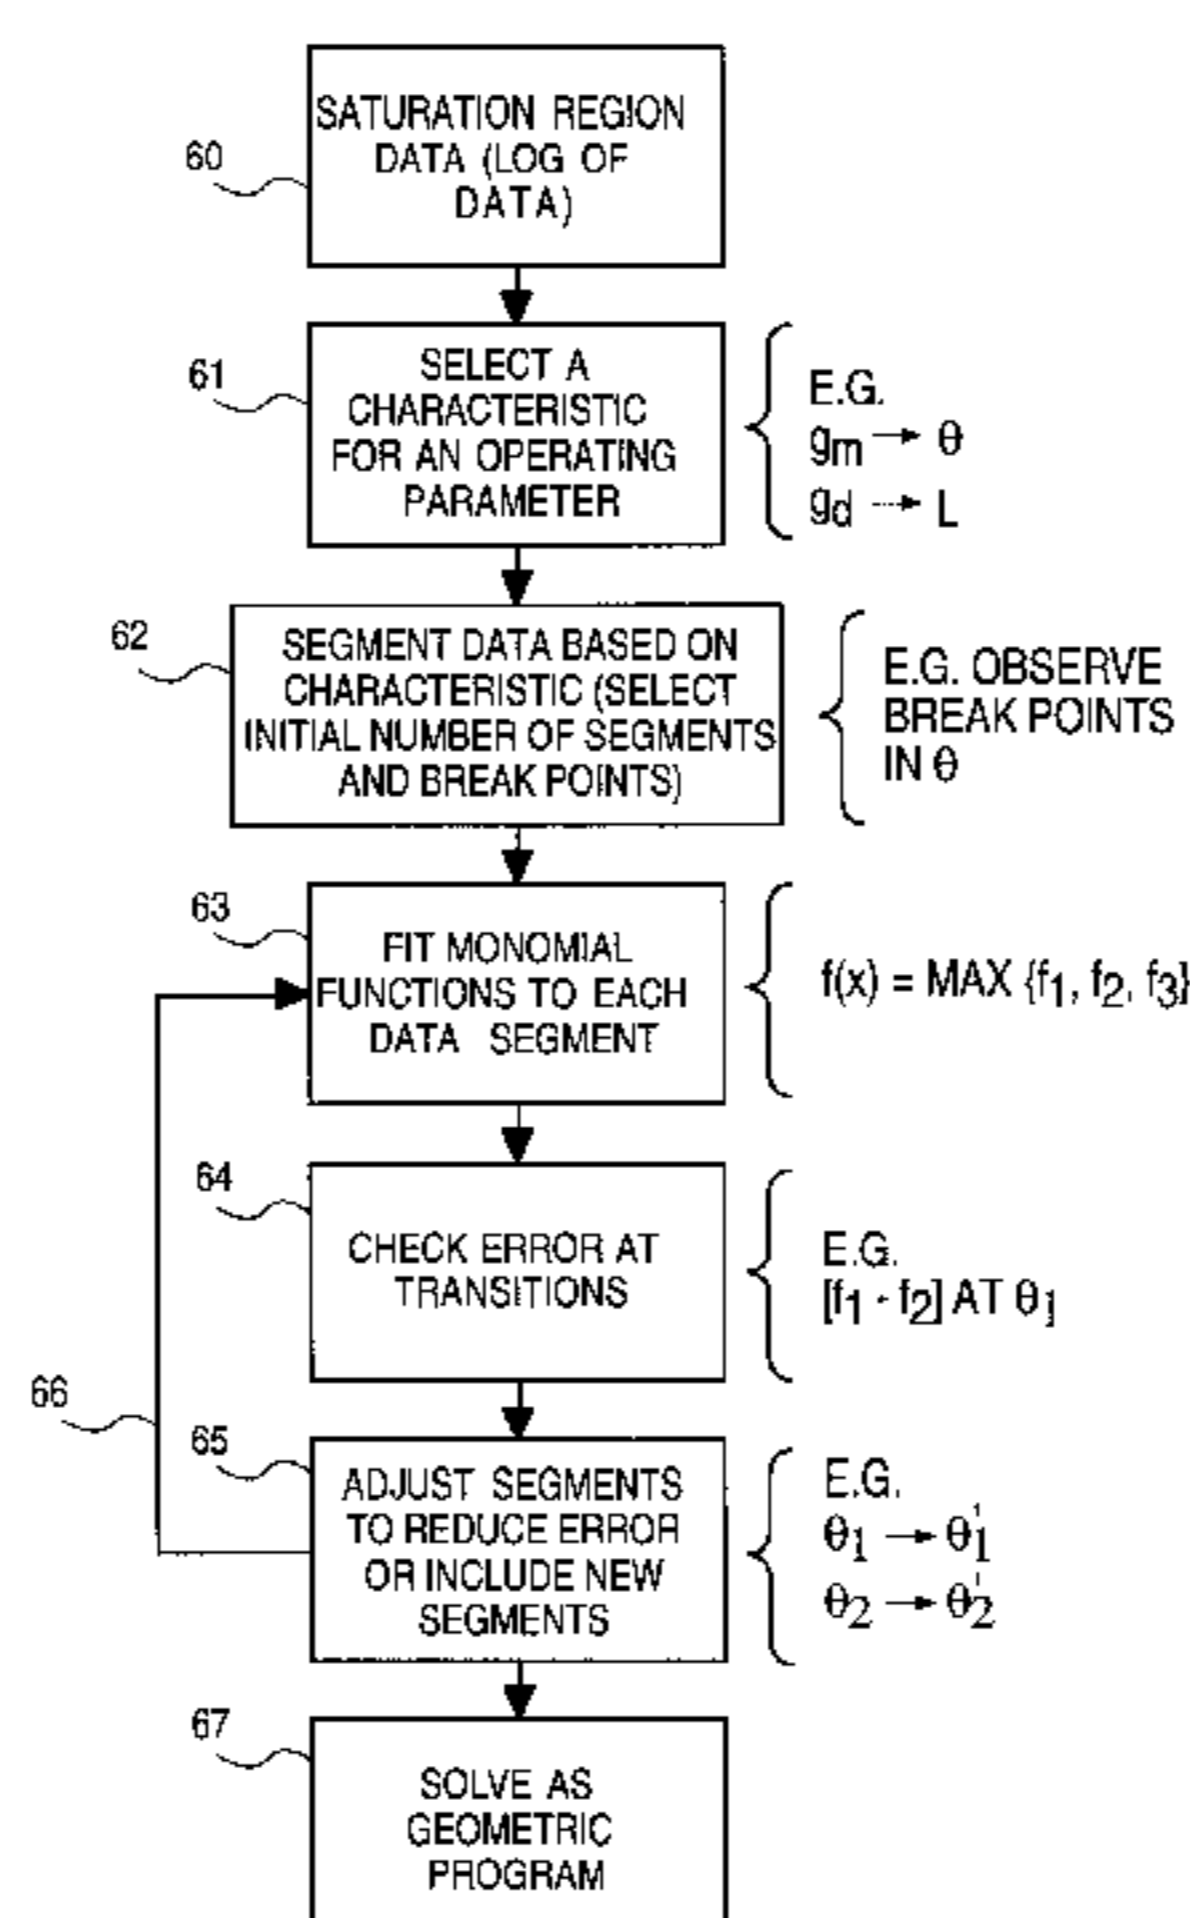 60
SATURATION REGION
DATA (LOG OF
DATA)
61
SELECT A
CHARACTERISTIC
FOR AN OPERATING
PARAMETER
E.G.
gm → θ
gd → L
62
SEGMENT DATA BASED ON
CHARACTERISTIC (SELECT
INITIAL NUMBER OF SEGMENTS
AND BREAK POINTS)
E.G. OBSERVE
BREAK POINTS
IN θ
63
FIT MONOMIAL
FUNCTIONS TO EACH
DATA SEGMENT
f(x) = MAX {f1, f2, f3}
64
CHECK ERROR AT
TRANSITIONS
E.G.
[f1 - f2] AT θ1
66
65
ADJUST SEGMENTS
TO REDUCE ERROR
OR INCLUDE NEW
SEGMENTS
E.G.
θ1 → θ1'
θ2 → θ2'
67
SOLVE AS
GEOMETRIC
PROGRAM